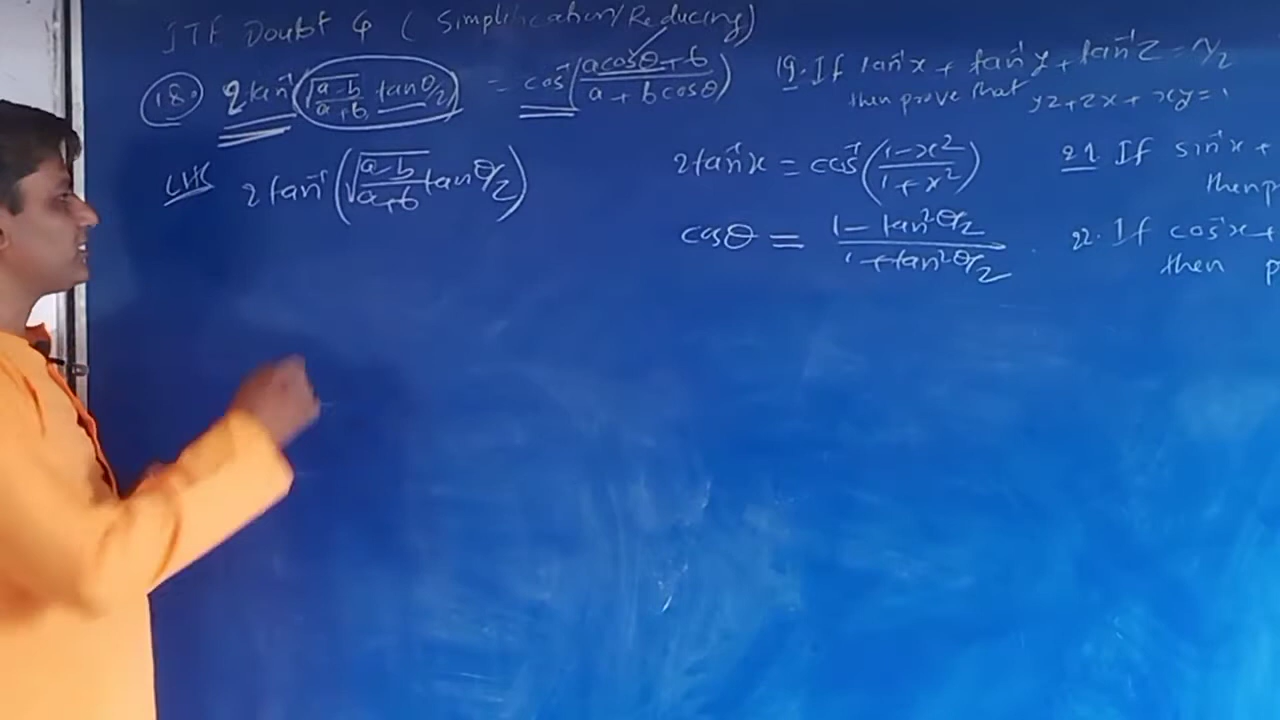 ITF Doubt 4 (Simplification/Reducing)
18. 2tan⁻¹(√(a-b)/(a+b) tanθ/2) = cos⁻¹((acosθ+b)/(a+bcosθ))
19. If tan⁻¹x + tan⁻¹y + tan⁻¹z = π/2
then prove that yz+zx+xy=1
LHS 2tan⁻¹(√(a-b)/(a+b) tanθ/2)
2tan⁻¹x = cos⁻¹((1-x²)/(1+x²))
cosθ = (1-tan²θ/2)/(1+tan²θ/2)
21. If sin⁻¹x +
then p
22. If cos⁻¹x +
then p